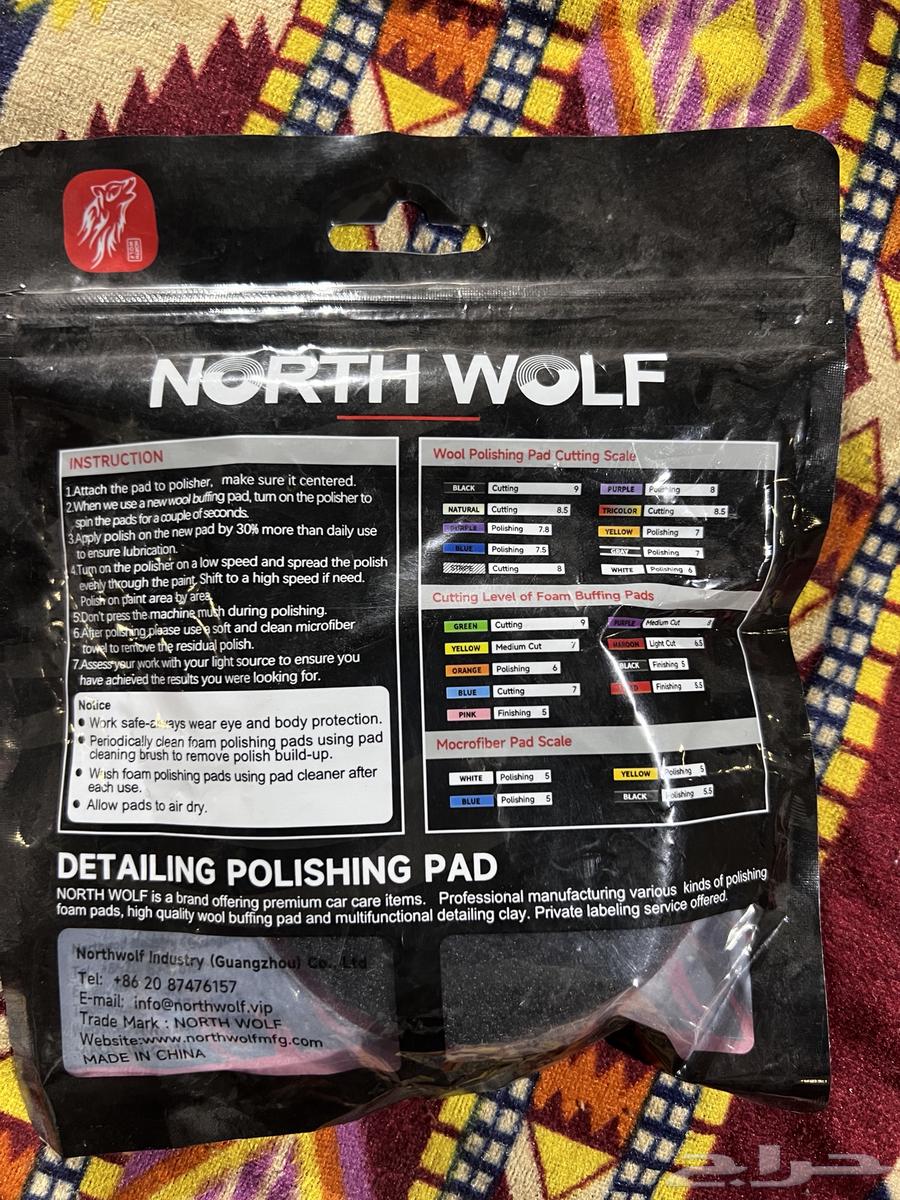 NORTH WOLF
NORTH WOLF
INSTRUCTION
1.Attach the pad to polisher, make sure it centered.
2.When we use a new wool buffing pad, turn on the polisher to
spin the pads for a couple of seconds.
3.Apply polish on the new pad by 30% more than daily use
to ensure lubrication.
4.Turn on the polisher on a low speed and spread the polish
evenly through the paint. Shift to a high speed if need.
Polish on paint area by area.
5.Don't press the machine mush during polishing.
6.After polishing,please use a soft and clean microfiber
towel to remove the residual polish.
7.Assess your work with your light source to ensure you
have achieved the results you were looking for.
Notice
• Work safe-always wear eye and body protection.
• Periodically clean foam polishing pads using pad
cleaning brush to remove polish build-up.
• Wash foam polishing pads using pad cleaner after
each use.
• Allow pads to air dry.
Wool Polishing Pad Cutting Scale
BLACK Cutting 9 PURPLE Polishing 8
NATURAL Cutting 8.5 TRICOLOR Cutting 8.5
PURPLE Polishing 7.8 YELLOW Polishing 7
BLUE Polishing 7.5 GRAY Polishing 7
STRIPE Cutting 8 WHITE Polishing 6
Cutting Level of Foam Buffing Pads
GREEN Cutting 9 PURPLE Medium Cut 8
YELLOW Medium Cut 7 MAROON Light Cut 6.5
ORANGE Polishing 6 BLACK Finishing 5
BLUE Cutting 7 RED Finishing 5.5
PINK Finishing 5
Mocrofiber Pad Scale
WHITE Polishing 5 YELLOW Polishing 5
BLUE Polishing 5 BLACK Polishing 5.5
DETAILING POLISHING PAD
NORTH WOLF is a brand offering premium car care items. Professional manufacturing various kinds of polishing
foam pads, high quality wool buffing pad and multifunctional detailing clay. Private labeling service offered.
Northwolf Industry (Guangzhou) Co., Ltd
Tel: +86 20 87476157
E-mail: info@northwolf.vip
Trade Mark : NORTH WOLF
Website:www.northwolfmfg.com
MADE IN CHINA
حراج